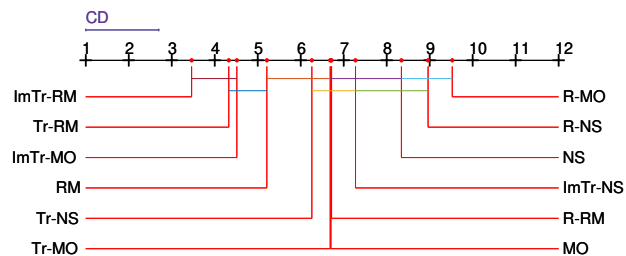 CD
1 2 3 4 5 6 7 8 9 10 11 12
ImTr-RM R-MO
Tr-RM R-NS
ImTr-MO NS
RM ImTr-NS
Tr-NS R-RM
Tr-MO MO